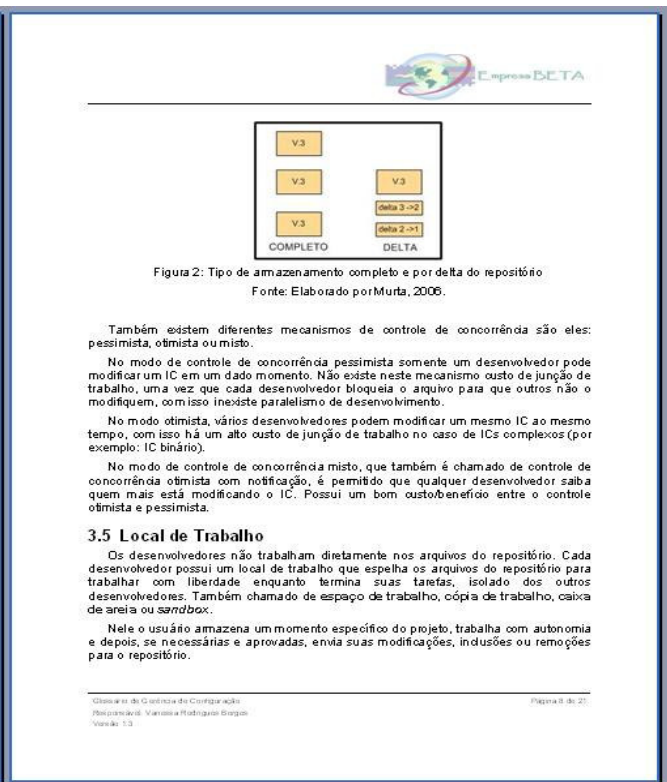 Empresa BETA
V.3
V.3
V.3
V.3
delta 3 ->2
delta 2 ->1
COMPLETO
DELTA
Figura 2: Tipo de armazenamento completo e por delta do repositório
Fonte: Elaborado por Murta, 2006.
Também existem diferentes mecanismos de controle de concorrência são eles:
pessimista, otimista ou misto.
No modo de controle de concorrência pessimista somente um desenvolvedor pode
modificar um IC em um dado momento. Não existe neste mecanismo custo de junção de
trabalho, uma vez que cada desenvolvedor bloqueia o arquivo para que outros não o
modifiquem, com isso inexiste paralelismo de desenvolvimento.
No modo otimista, vários desenvolvedores podem modificar um mesmo IC ao mesmo
tempo, com isso há um alto custo de junção de trabalho no caso de ICs complexos (por
exemplo: IC binário).
No modo de controle de concorrência misto, que também é chamado de controle de
concorrência otimista com notificação, é permitido que qualquer desenvolvedor saiba
quem mais está modificando o IC. Possui um bom custo/benefício entre o controle
otimista e pessimista.
3.5 Local de Trabalho
Os desenvolvedores não trabalham diretamente nos arquivos do repositório. Cada
desenvolvedor possui um local de trabalho que espelha os arquivos do repositório para
trabalhar com liberdade enquanto termina suas tarefas, isolado dos outros
desenvolvedores. Também chamado de espaço de trabalho, cópia de trabalho, caixa
de areia ou sandbox.
Nele o usuário armazena um momento específico do projeto, trabalha com autonomia
e depois, se necessárias e aprovadas, envia suas modificações, inclusões ou remoções
para o repositório.
Glossário de Gerência de Configuração
Página 8 de 21
Responsável: Vanessa Rodrigues Borges
Versão 1.3